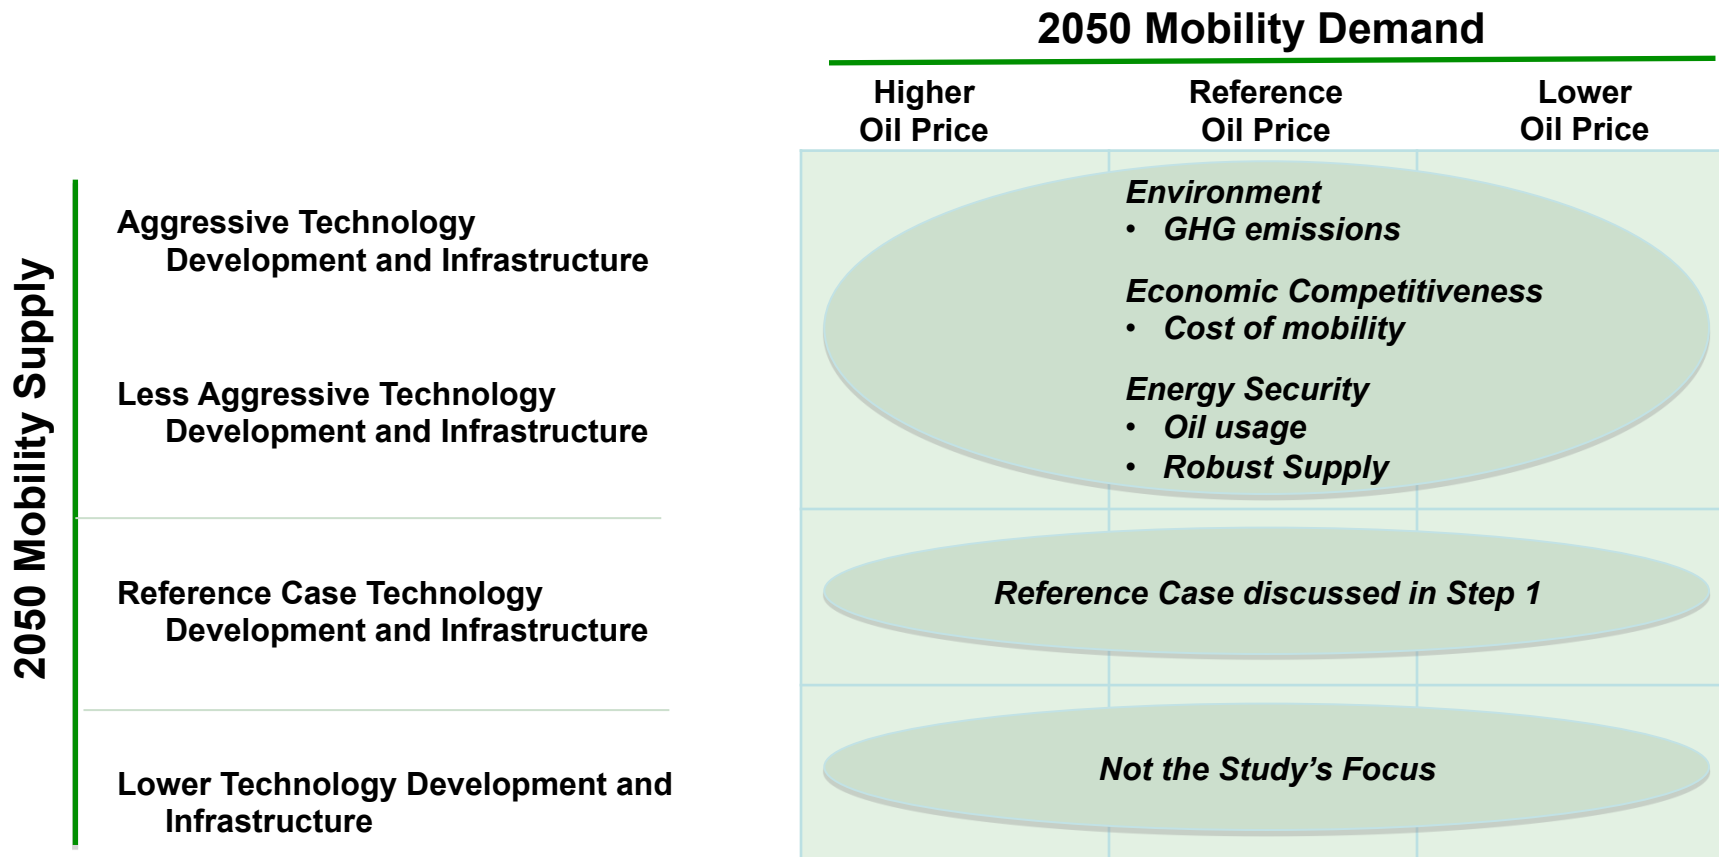 2050 Mobility Demand
Higher
Oil Price
Reference
Oil Price
Lower
Oil Price
2050 Mobility Supply
Aggressive Technology
Development and Infrastructure
Less Aggressive Technology
Development and Infrastructure
Environment
• GHG emissions
Economic Competitiveness
• Cost of mobility
Energy Security
• Oil usage
• Robust Supply
Reference Case Technology
Development and Infrastructure
Reference Case discussed in Step 1
Lower Technology Development and
Infrastructure
Not the Study’s Focus